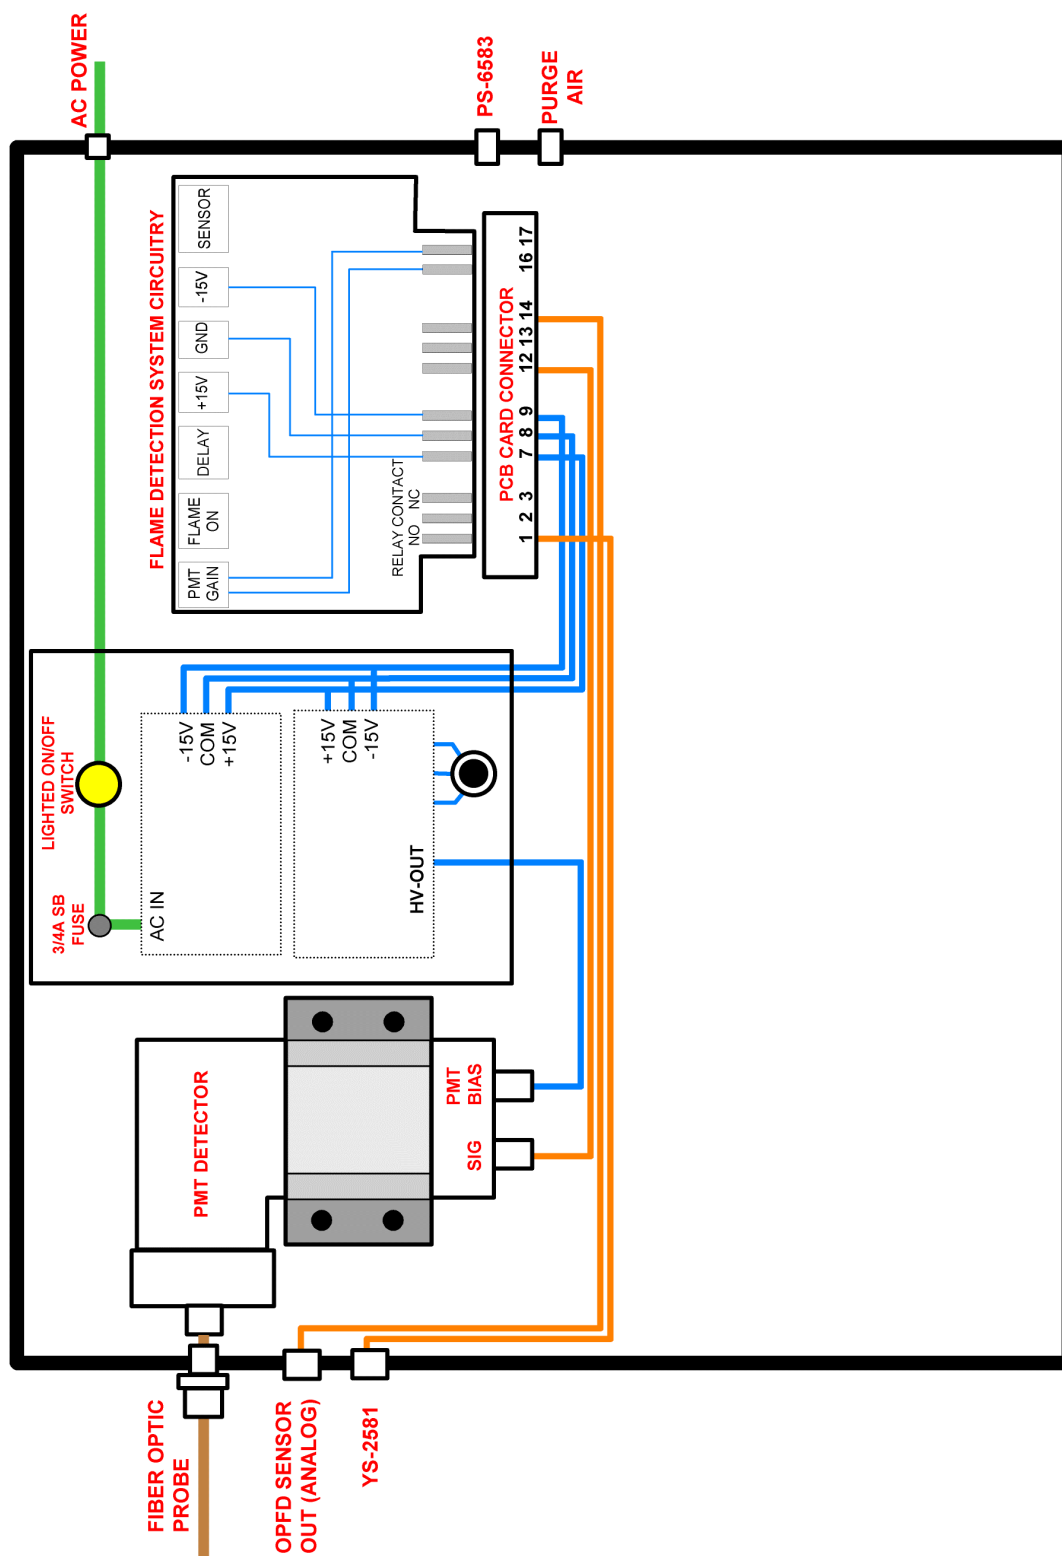 AC POWER
PS-6583
PURGE
AIR
FLAME DETECTION SYSTEM CIRCUITRY
SENSOR
-15V
GND
+15V
DELAY
FLAME
ON
PMT
GAIN
RELAY CONTACT
NO NC
PCB CARD CONNECTOR
1 2 3 7 8 9 12 13 14 16 17
LIGHTED ON/OFF
SWITCH
3/4A SB
FUSE
AC IN
-15V
COM
+15V
+15V
COM
-15V
HV-OUT
PMT DETECTOR
PMT
BIAS
SIG
FIBER OPTIC
PROBE
OPFD SENSOR
OUT (ANALOG)
YS-2581